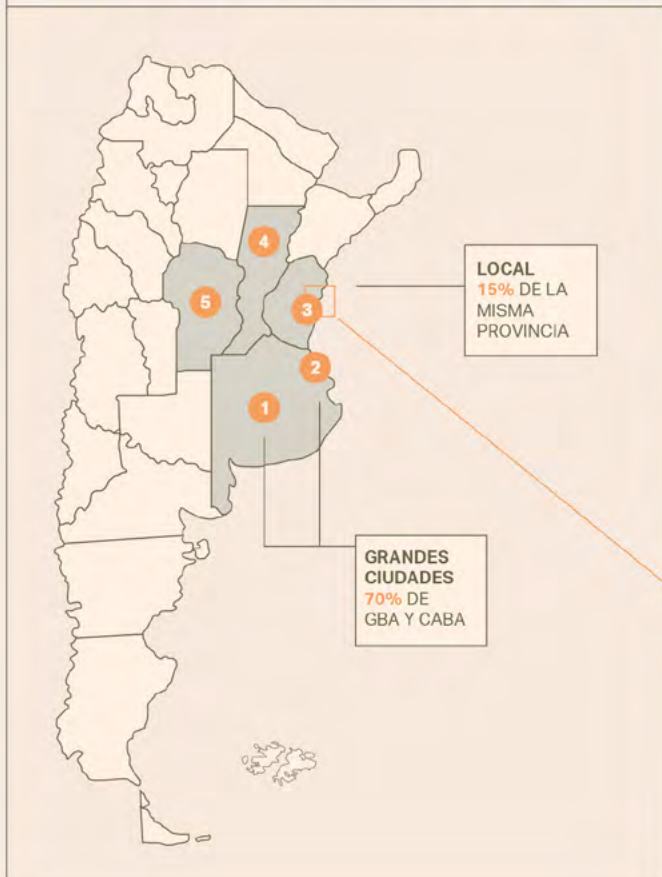 4
5
3
2
1
LOCAL
15% DE LA
MISMA
PROVINCIA
GRANDES
CIUDADES
70% DE
GBA Y CABA